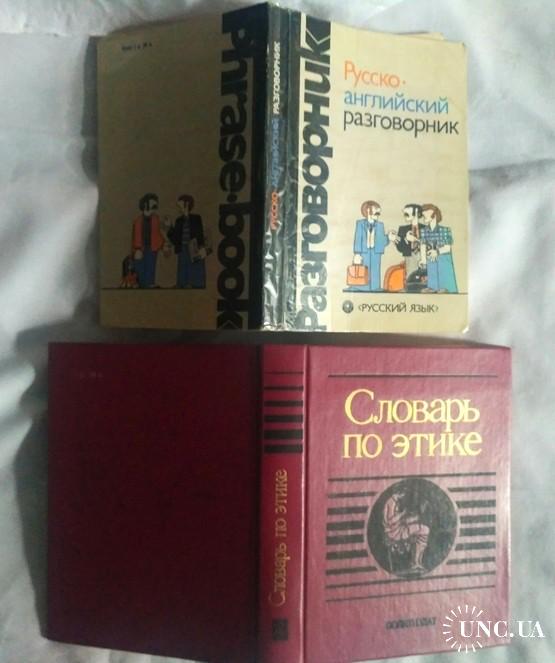 Phrase-book
Русско-английский РАЗГОВОРНИК
Разговорник
Русско-
английский
разговорник
«РУССКИЙ ЯЗЫК»
Словарь по этике
Словарь
по этике
ПОЛИТИЗДАТ
UNC.UA